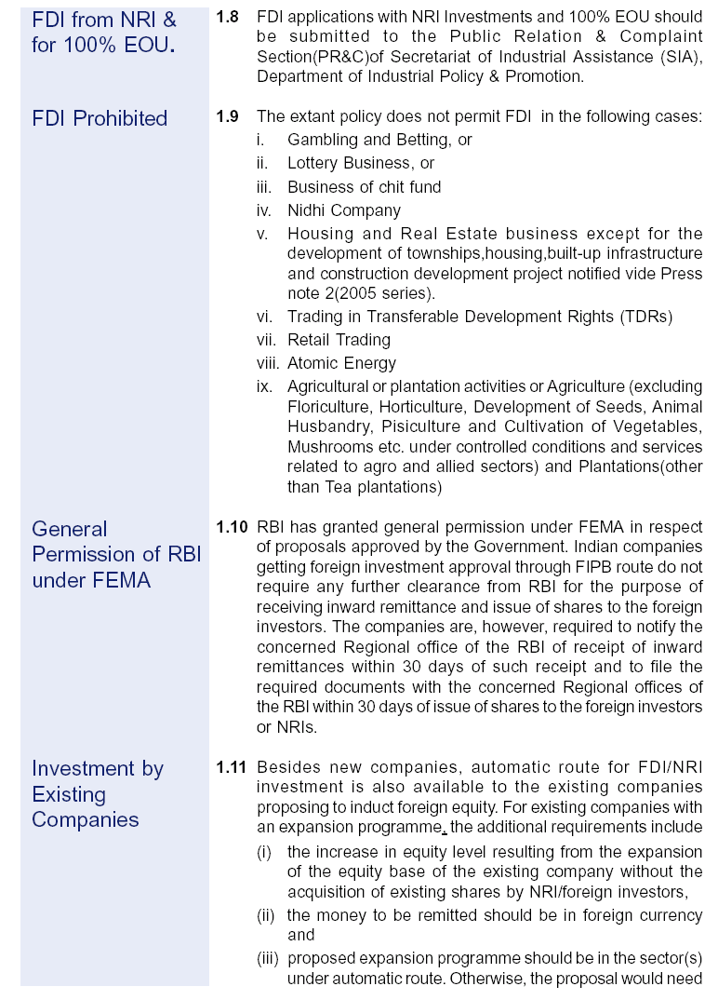 FDI from NRI &
for 100% EOU.
1.8 FDI applications with NRI Investments and 100% EOU should
be submitted to the Public Relation & Complaint
Section(PR&C)of Secretariat of Industrial Assistance (SIA),
Department of Industrial Policy & Promotion.
FDI Prohibited
1.9 The extant policy does not permit FDI in the following cases:
i. Gambling and Betting, or
ii. Lottery Business, or
iii. Business of chit fund
iv. Nidhi Company
v. Housing and Real Estate business except for the
development of townships,housing,built-up infrastructure
and construction development project notified vide Press
note 2(2005 series).
vi. Trading in Transferable Development Rights (TDRs)
vii. Retail Trading
viii. Atomic Energy
ix. Agricultural or plantation activities or Agriculture (excluding
Floriculture, Horticulture, Development of Seeds, Animal
Husbandry, Pisiculture and Cultivation of Vegetables,
Mushrooms etc. under controlled conditions and services
related to agro and allied sectors) and Plantations(other
than Tea plantations)
General
Permission of RBI
under FEMA
1.10 RBI has granted general permission under FEMA in respect
of proposals approved by the Government. Indian companies
getting foreign investment approval through FIPB route do not
require any further clearance from RBI for the purpose of
receiving inward remittance and issue of shares to the foreign
investors. The companies are, however, required to notify the
concerned Regional office of the RBI of receipt of inward
remittances within 30 days of such receipt and to file the
required documents with the concerned Regional offices of
the RBI within 30 days of issue of shares to the foreign investors
or NRIs.
Investment by
Existing
Companies
1.11 Besides new companies, automatic route for FDI/NRI
investment is also available to the existing companies
proposing to induct foreign equity. For existing companies with
an expansion programme, the additional requirements include
(i) the increase in equity level resulting from the expansion
of the equity base of the existing company without the
acquisition of existing shares by NRI/foreign investors,
(ii) the money to be remitted should be in foreign currency
and
(iii) proposed expansion programme should be in the sector(s)
under automatic route. Otherwise, the proposal would need